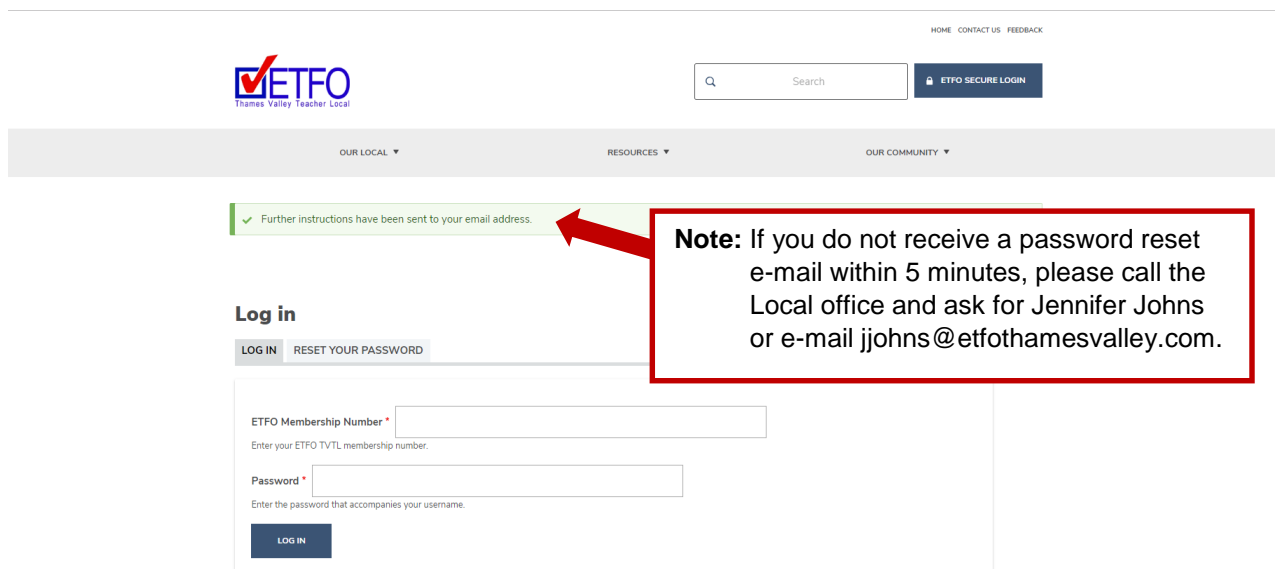 HOME CONTACT US FEEDBACK
ETFO
Thames Valley Teacher Local
Search
ETFO SECURE LOGIN
OUR LOCAL ▼ RESOURCES ▼ OUR COMMUNITY ▼
Further instructions have been sent to your email address.
Note: If you do not receive a password reset
e-mail within 5 minutes, please call the
Local office and ask for Jennifer Johns
or e-mail jjohns@etfothamesvalley.com.
Log in
LOG IN RESET YOUR PASSWORD
ETFO Membership Number *
Enter your ETFO TVTL membership number.
Password *
Enter the password that accompanies your username.
LOG IN